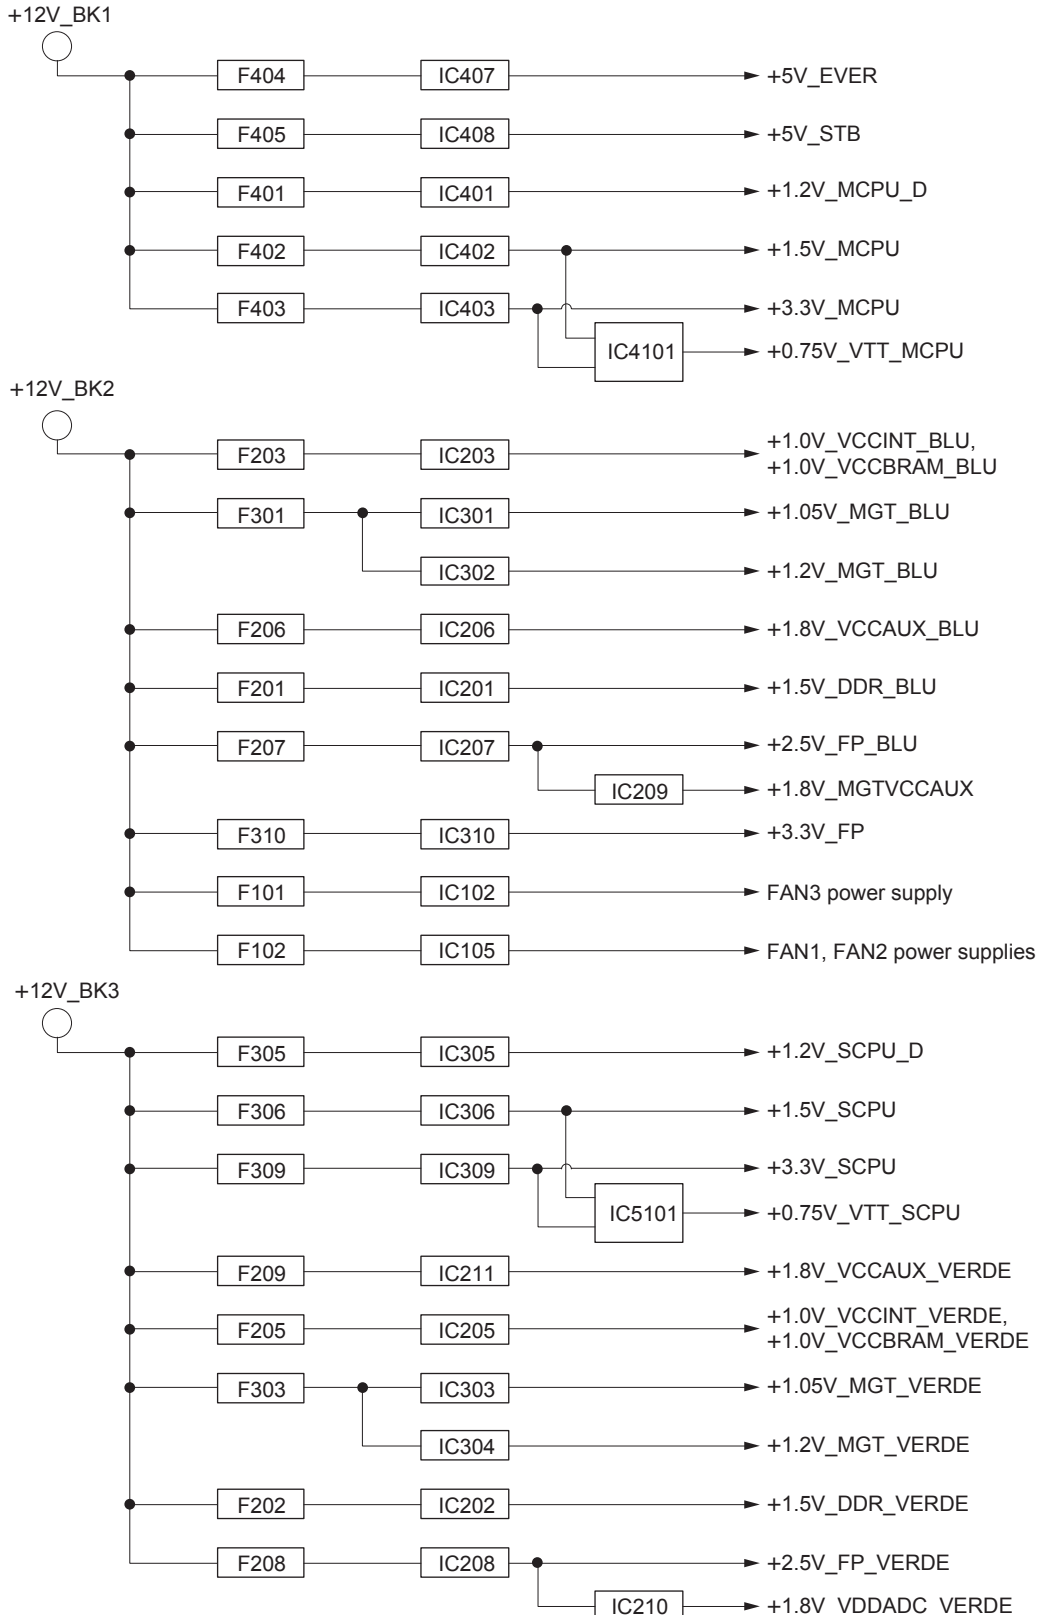 +12V_BK1
F404 IC407 +5V_EVER
F405 IC408 +5V_STB
F401 IC401 +1.2V_MCPU_D
F402 IC402 +1.5V_MCPU
F403 IC403 +3.3V_MCPU
IC4101 +0.75V_VTT_MCPU
+12V_BK2
F203 IC203 +1.0V_VCCINT_BLU,
+1.0V_VCCBRAM_BLU
F301 IC301 +1.05V_MGT_BLU
IC302 +1.2V_MGT_BLU
F206 IC206 +1.8V_VCCAUX_BLU
F201 IC201 +1.5V_DDR_BLU
F207 IC207 +2.5V_FP_BLU
IC209 +1.8V_MGTVCCAUX
F310 IC310 +3.3V_FP
F101 IC102 FAN3 power supply
F102 IC105 FAN1, FAN2 power supplies
+12V_BK3
F305 IC305 +1.2V_SCPU_D
F306 IC306 +1.5V_SCPU
F309 IC309 +3.3V_SCPU
IC5101 +0.75V_VTT_SCPU
F209 IC211 +1.8V_VCCAUX_VERDE
F205 IC205 +1.0V_VCCINT_VERDE,
+1.0V_VCCBRAM_VERDE
F303 IC303 +1.05V_MGT_VERDE
IC304 +1.2V_MGT_VERDE
F202 IC202 +1.5V_DDR_VERDE
F208 IC208 +2.5V_FP_VERDE
IC210 +1.8V_VDDADC_VERDE